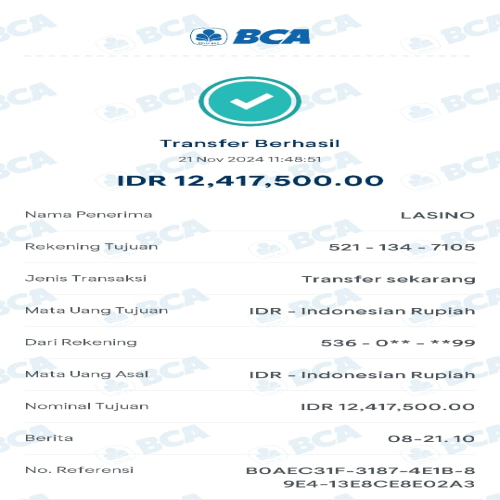 BCA
Transfer Berhasil
21 Nov 2024 11:48:51
IDR 12,417,500.00
Nama Penerima LASINO
Rekening Tujuan 521 - 134 - 7105
Jenis Transaksi Transfer sekarang
Mata Uang Tujuan IDR - Indonesian Rupiah
Dari Rekening 536 - 0** - **99
Mata Uang Asal IDR - Indonesian Rupiah
Nominal Tujuan IDR 12,417,500.00
Berita 08-21. 10
No. Referensi B0AEC31F-3187-4E1B-8
9E4-13E8CE8E02A3